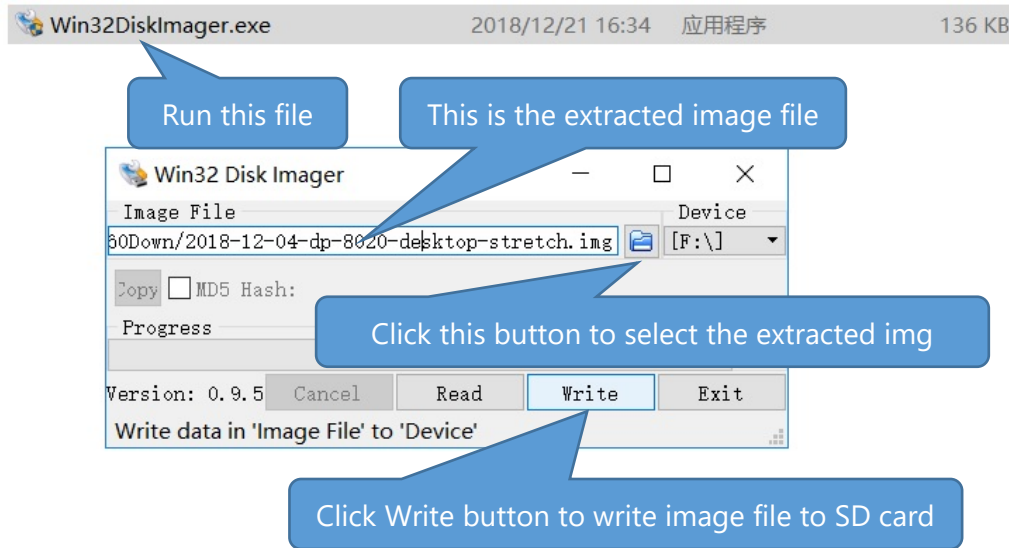 Win32DiskImager.exe 2018/12/21 16:34 应用程序 136 KB
Run this file
This is the extracted image file
Win32 Disk Imager
Image File Device
60Down/2018-12-04-dp-8020-desktop-stretch.img [F:\]
Copy MD5 Hash:
Progress
Click this button to select the extracted img
Version: 0.9.5 Cancel Read Write Exit
Write data in 'Image File' to 'Device'
Click Write button to write image file to SD card